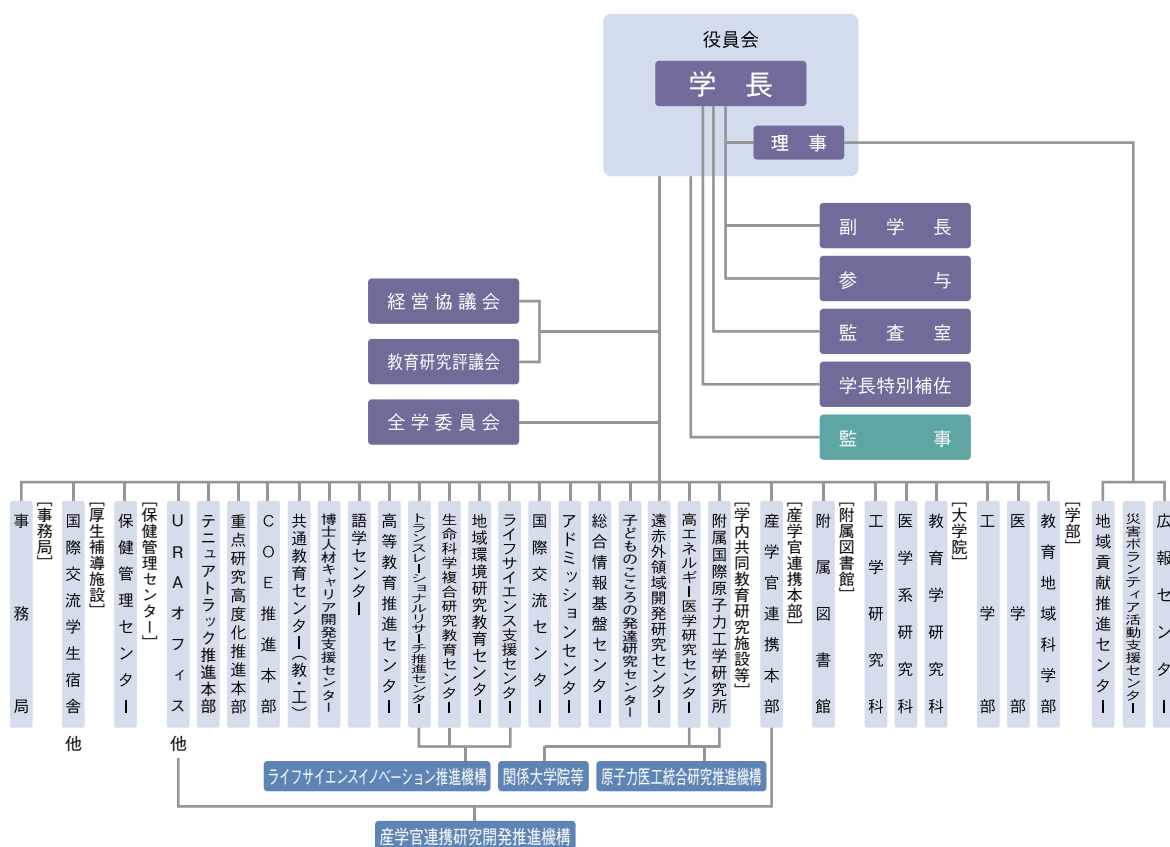 役員会
学長
理事
副学長
参与
監査室
学長特別補佐
監事
経営協議会
教育研究評議会
全学委員会
事務局
[事務局]
国際交流学生宿舎 他
[厚生補導施設]
保健管理センター
[保健管理センター]
URAオフィス 他
テニュアトラック推進本部
重点研究高度化推進本部
COE推進本部
共通教育センター(教・工)
博士人材キャリア開発支援センター
語学センター
高等教育推進センター
トランスレーショナルリサーチ推進センター
生命科学複合研究教育センター
地域環境研究教育センター
ライフサイエンス支援センター
国際交流センター
アドミッションセンター
総合情報基盤センター
子どものこころの発達研究センター
遠赤外領域開発研究センター
高エネルギー医学研究センター
附属国際原子力工学研究所
[学内共同教育研究施設等]
産学官連携本部
[産学官連携本部]
附属図書館
[附属図書館]
工学研究科
医学系研究科
教育学研究科
[大学院]
工学部
医学部
教育地域科学部
[学部]
地域貢献推進センター
災害ボランティア活動支援センター
広報センター
ライフサイエンスイノベーション推進機構
関係大学院等
原子力医工統合研究推進機構
産学官連携研究開発推進機構